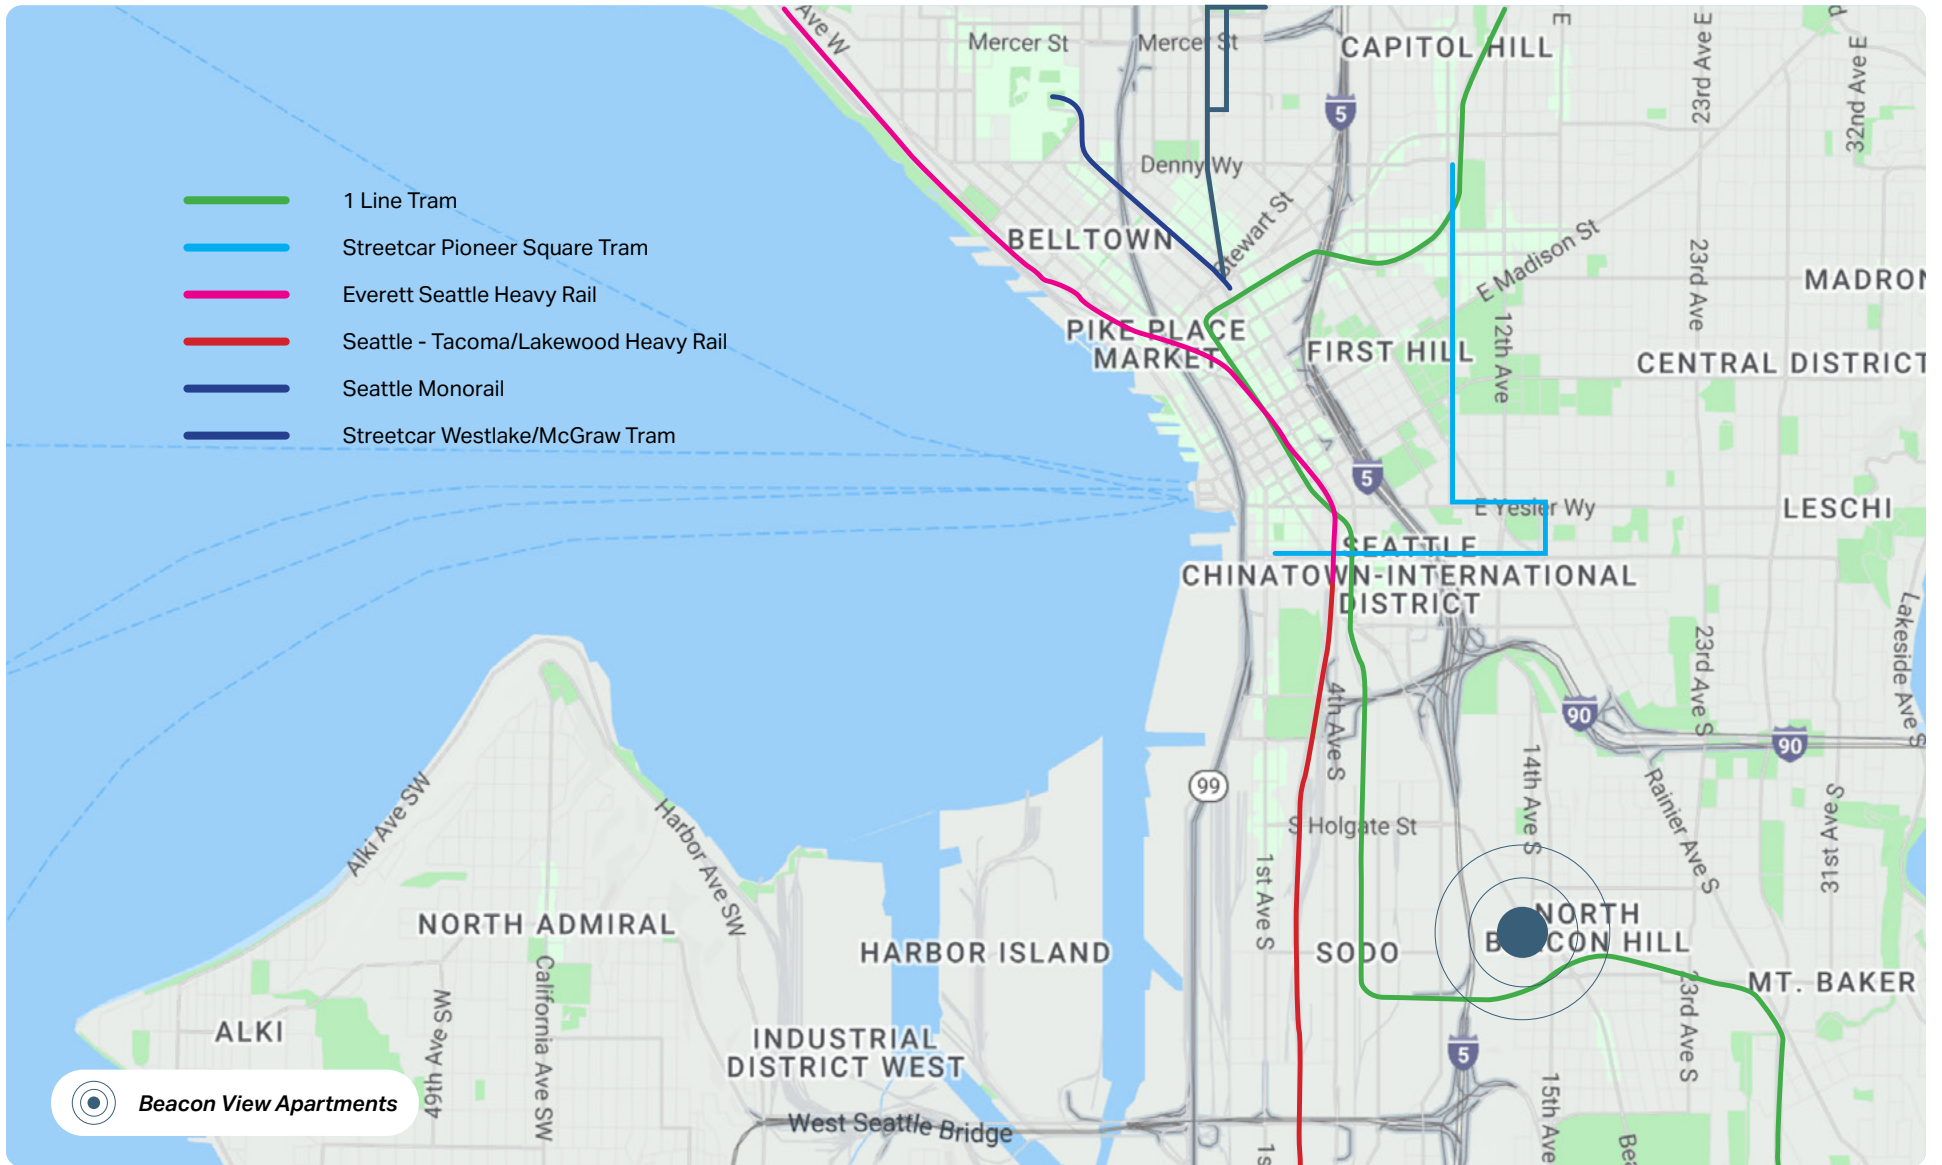 Ave W
Mercer St
Mercer St
CAPITOL HILL
E
23rd Ave E
32nd Ave E
5
Denny Wy
1 Line Tram
Streetcar Pioneer Square Tram
Everett Seattle Heavy Rail
Seattle - Tacoma/Lakewood Heavy Rail
Seattle Monorail
Streetcar Westlake/McGraw Tram
BELLTOWN
Stewart St
E Madison St
23rd Ave
MADRON
PIKE PLACE
MARKET
FIRST HILL
12th Ave
CENTRAL DISTRICT
5
E Yesler Wy
LESCHI
SEATTLE
CHINATOWN-INTERNATIONAL
DISTRICT
Lakeside Ave S
23rd Ave S
4th Ave S
90
90
99
14th Ave S
Rainier Ave S
31st Ave S
S Holgate St
Alki Ave SW
Harbor Ave SW
1st Ave S
NORTH ADMIRAL
HARBOR ISLAND
SODO
NORTH
BEACON HILL
MT. BAKER
California Ave SW
46th Ave SW
23rd Ave S
ALKI
INDUSTRIAL
DISTRICT WEST
5
15th Ave
Bea
1s
West Seattle Bridge
Beacon View Apartments